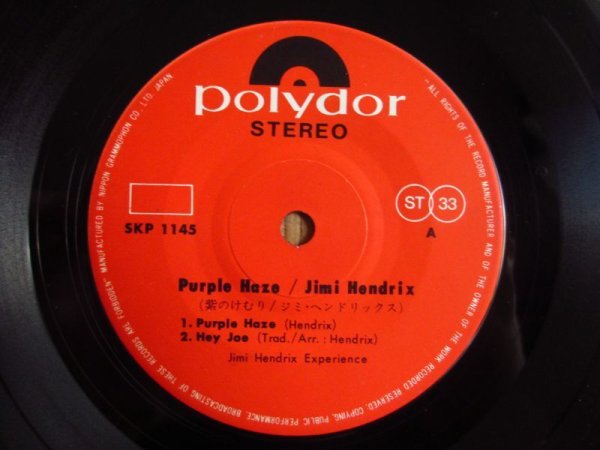 polydor
STEREO
ST 33
SKP 1145
A
Purple Haze / Jimi Hendrix
(紫のけむり/ジミ・ヘンドリックス)
1. Purple Haze (Hendrix)
2. Hey Joe (Trad./Arr.: Hendrix)
Jimi Hendrix Experience
"ALL RIGHTS OF THE RECORD MANUFACTURER AND OF THE OWNER OF THE WORK RECORDED RESERVED. COPYING, PUBLIC PERFORMANCE, BROADCASTING OF THESE RECORDS ARE FORBIDDEN" MANUFACTURED BY NIPPON GRAMMOPHON CO., LTD. JAPAN